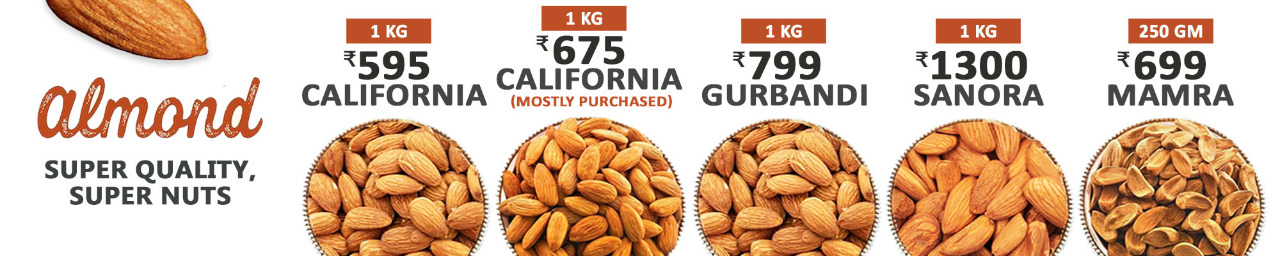 almond
SUPER QUALITY,
SUPER NUTS
1 KG
₹595
CALIFORNIA
1 KG
₹675
CALIFORNIA
(MOSTLY PURCHASED)
1 KG
₹799
GURBANDI
1 KG
₹1300
SANORA
250 GM
₹699
MAMRA